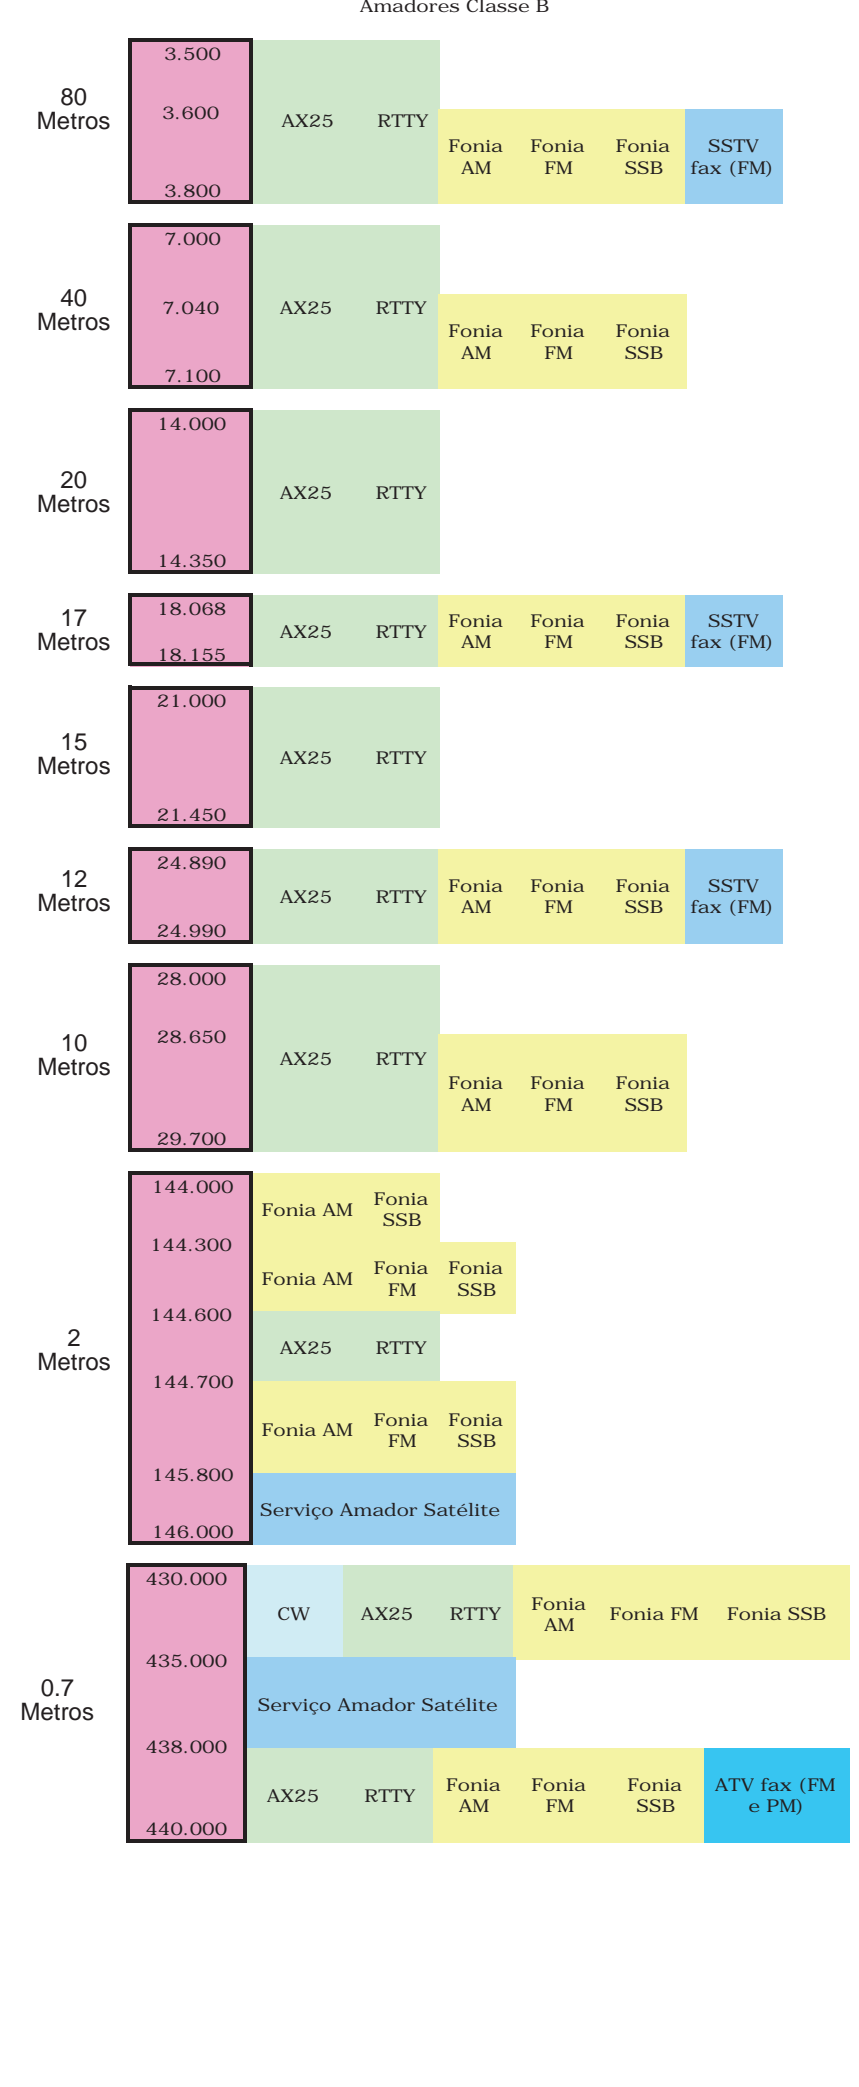 Amadores Classe B
80
Metros
3.500
3.600
3.800
AX25
RTTY
Fonia
AM
Fonia
FM
Fonia
SSB
SSTV
fax (FM)
40
Metros
7.000
7.040
7.100
AX25
RTTY
Fonia
AM
Fonia
FM
Fonia
SSB
20
Metros
14.000
14.350
AX25
RTTY
17
Metros
18.068
18.155
AX25
RTTY
Fonia
AM
Fonia
FM
Fonia
SSB
SSTV
fax (FM)
15
Metros
21.000
21.450
AX25
RTTY
12
Metros
24.890
24.990
AX25
RTTY
Fonia
AM
Fonia
FM
Fonia
SSB
SSTV
fax (FM)
10
Metros
28.000
28.650
29.700
AX25
RTTY
Fonia
AM
Fonia
FM
Fonia
SSB
2
Metros
144.000
144.300
144.600
144.700
145.800
146.000
Fonia AM
Fonia
SSB
Fonia AM
Fonia
FM
Fonia
SSB
AX25
RTTY
Fonia AM
Fonia
FM
Fonia
SSB
Serviço Amador Satélite
0.7
Metros
430.000
435.000
438.000
440.000
CW
AX25
RTTY
Fonia
AM
Fonia FM
Fonia SSB
Serviço Amador Satélite
AX25
RTTY
Fonia
AM
Fonia
FM
Fonia
SSB
ATV fax (FM
e PM)